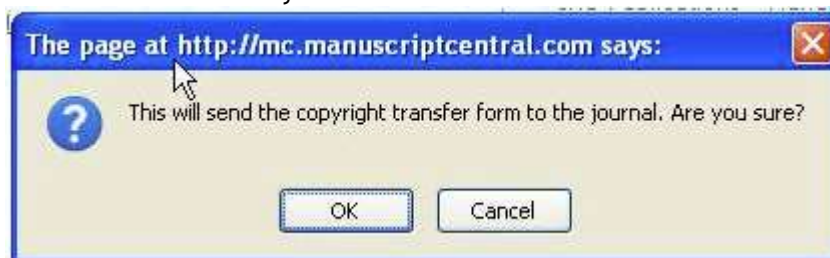 The page at http://mc.manuscriptcentral.com says:
This will send the copyright transfer form to the journal. Are you sure?
OK
Cancel